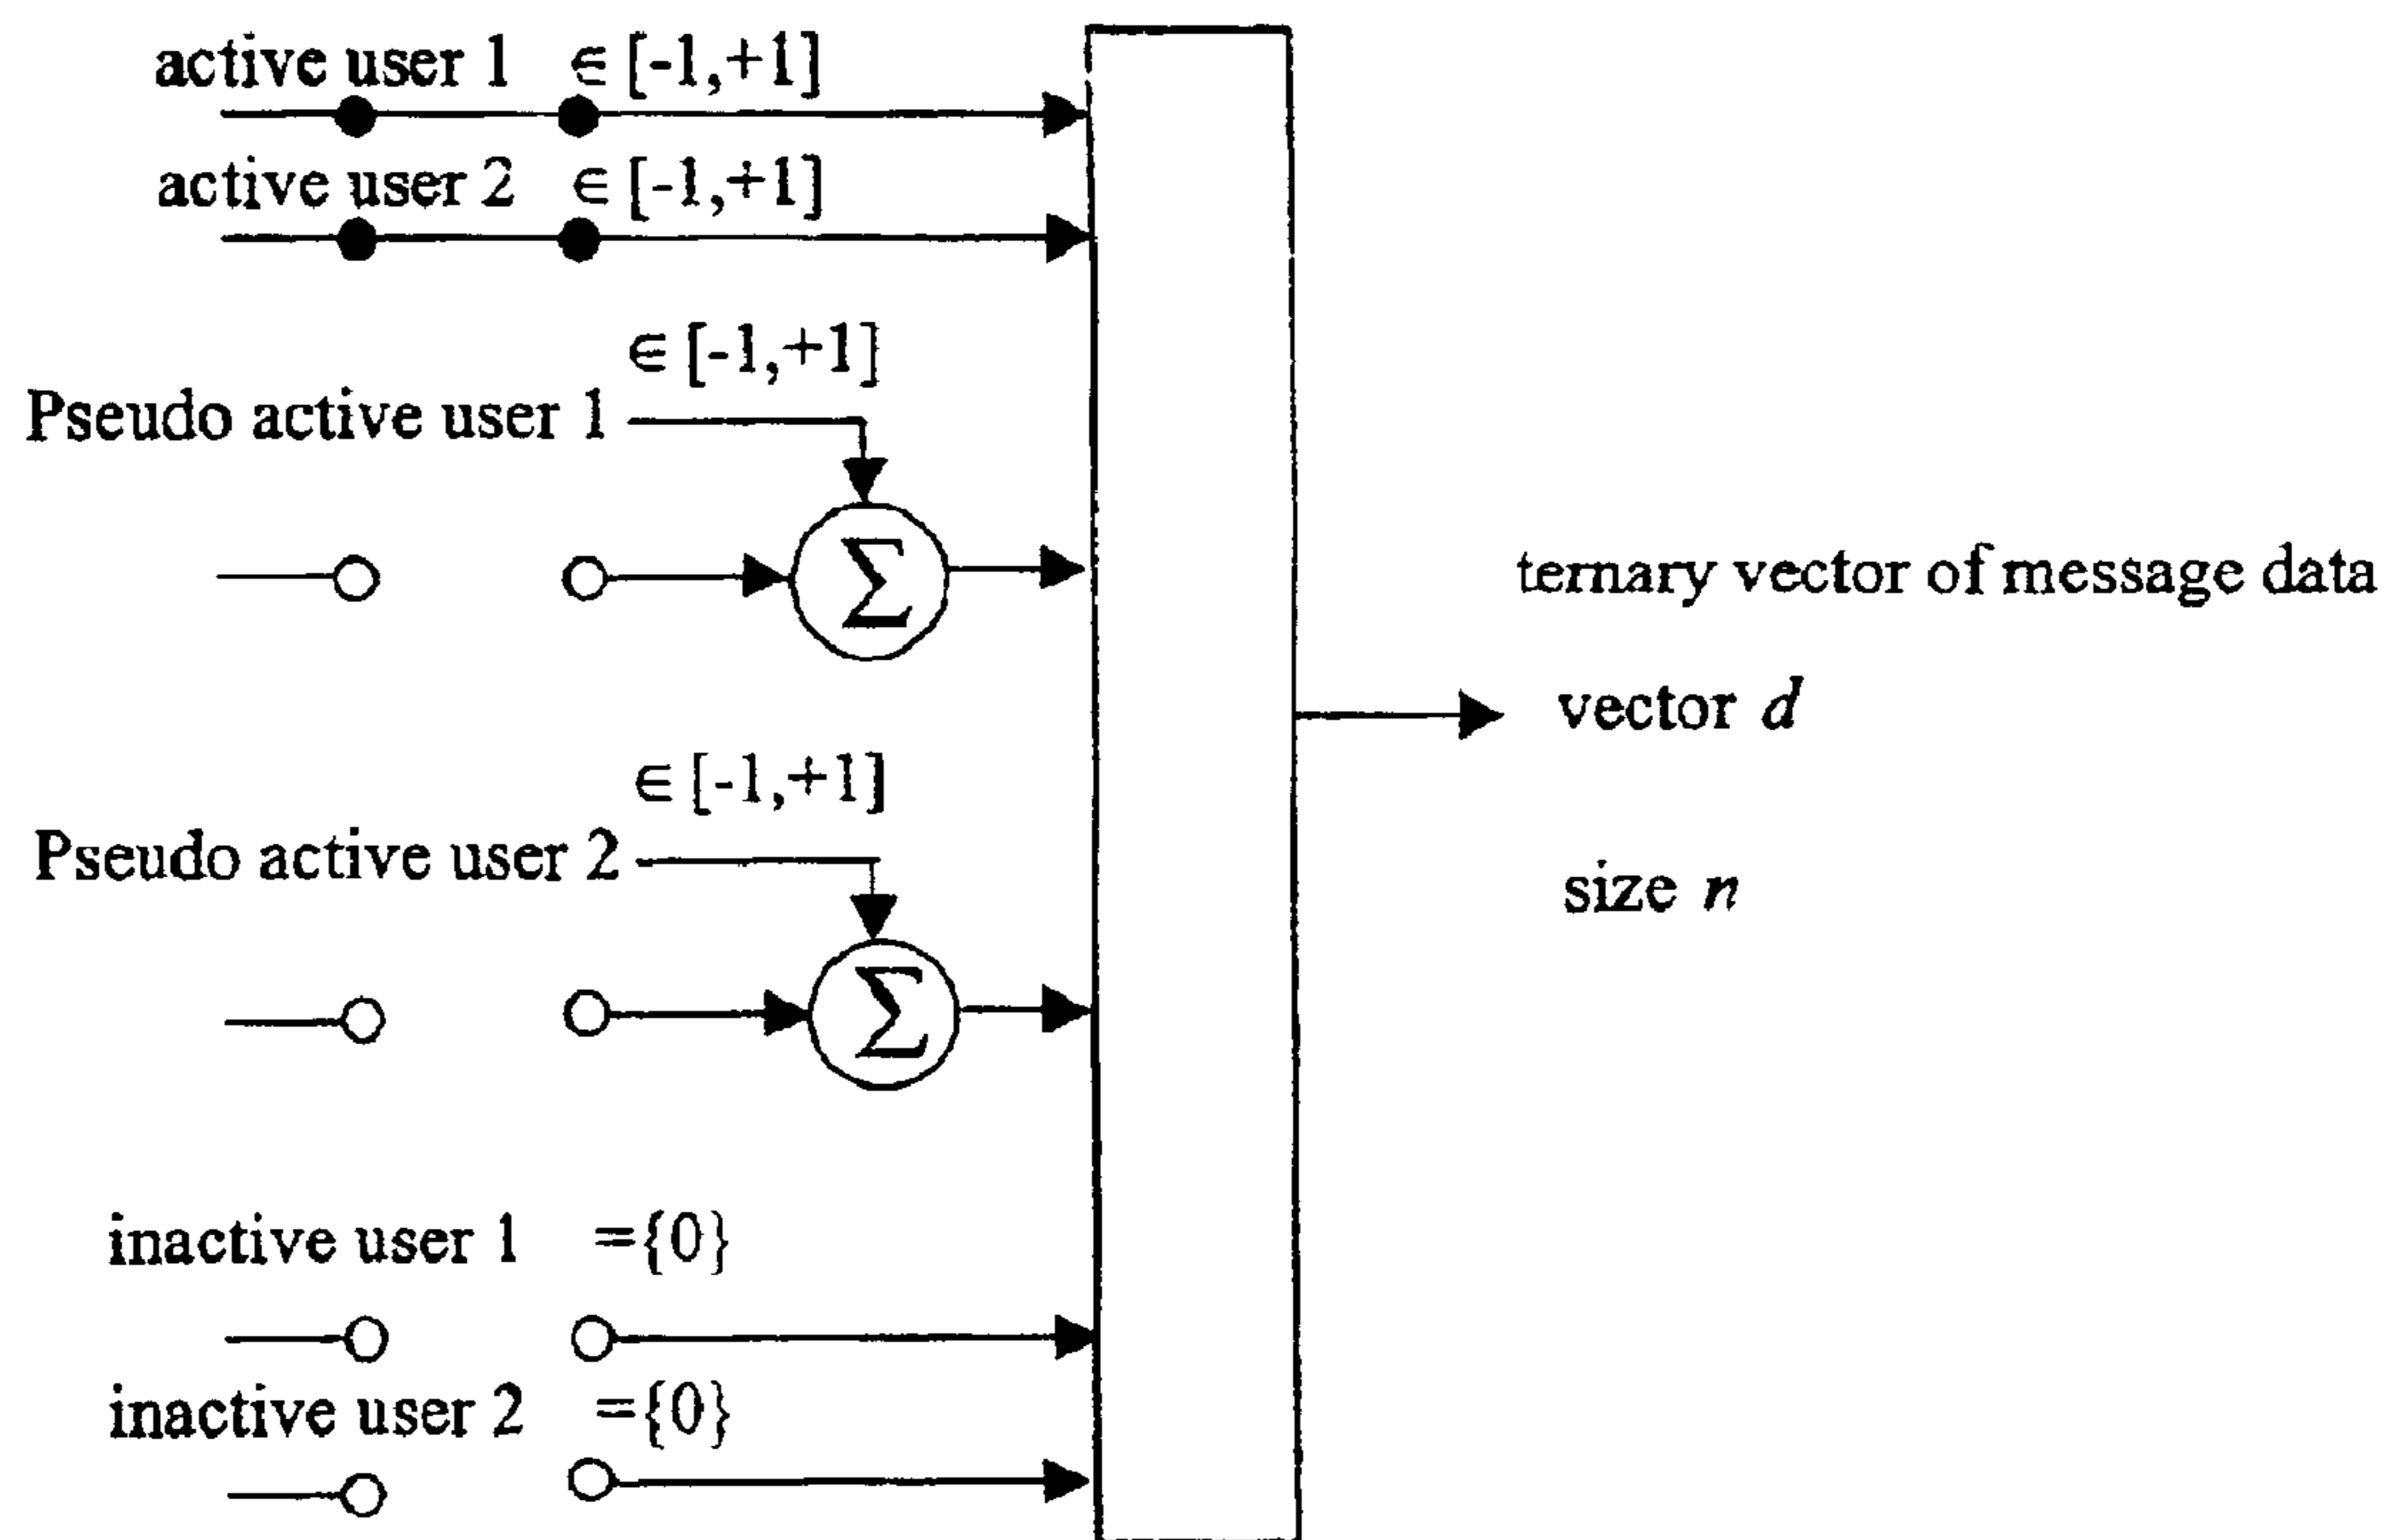 active user 1 ∈ [-1,+1]
active user 2 ∈ [-1,+1]
∈ [-1,+1]
Pseudo active user 1
Σ
ternary vector of message data
vector d
∈ [-1,+1]
Pseudo active user 2
size n
Σ
inactive user 1 ={0}
inactive user 2 ={0}